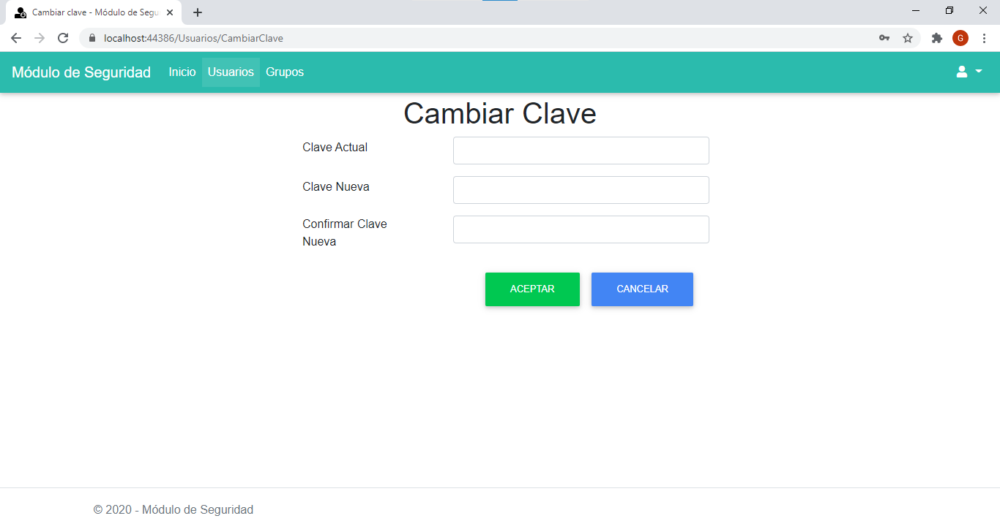 Cambiar clave - Módulo de Segu
localhost:44386/Usuarios/CambiarClave
G
Módulo de Seguridad Inicio Usuarios Grupos
Cambiar Clave
Clave Actual
Clave Nueva
Confirmar Clave
Nueva
ACEPTAR CANCELAR
© 2020 - Módulo de Seguridad